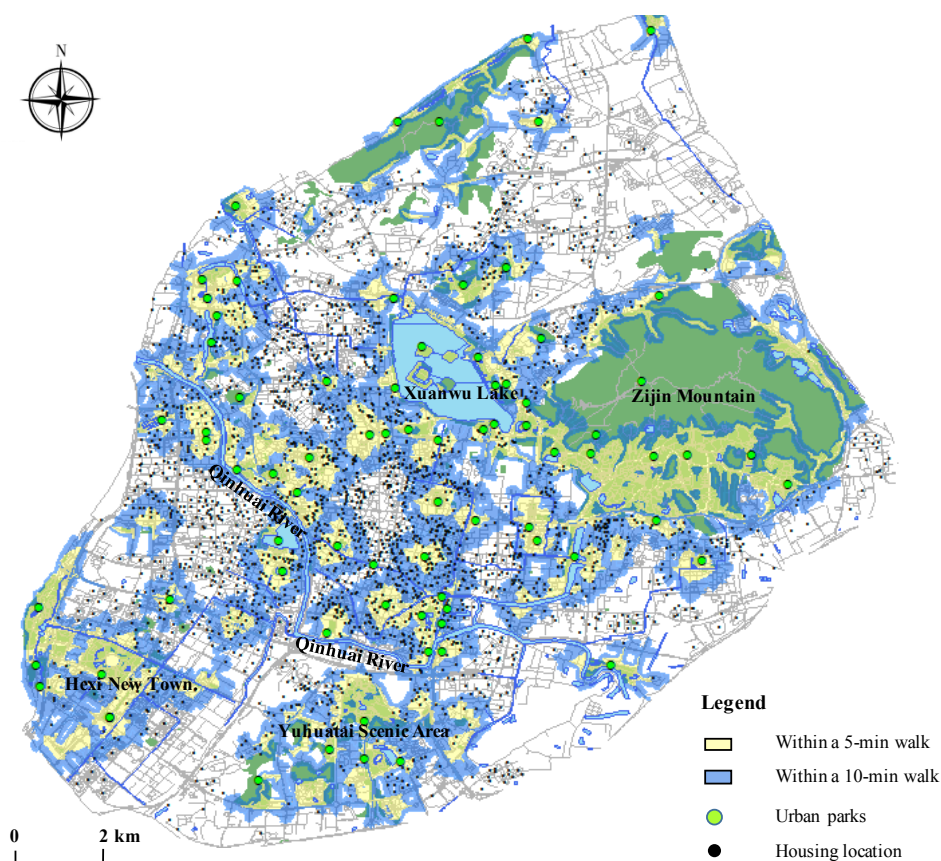 N
Xuanwu Lake
Zijin Mountain
Qinhuai River
Qinhuai River
Hexi New Town
Yuhuatai Scenic Area
Legend
Within a 5-min walk
Within a 10-min walk
Urban parks
Housing location
0 2 km